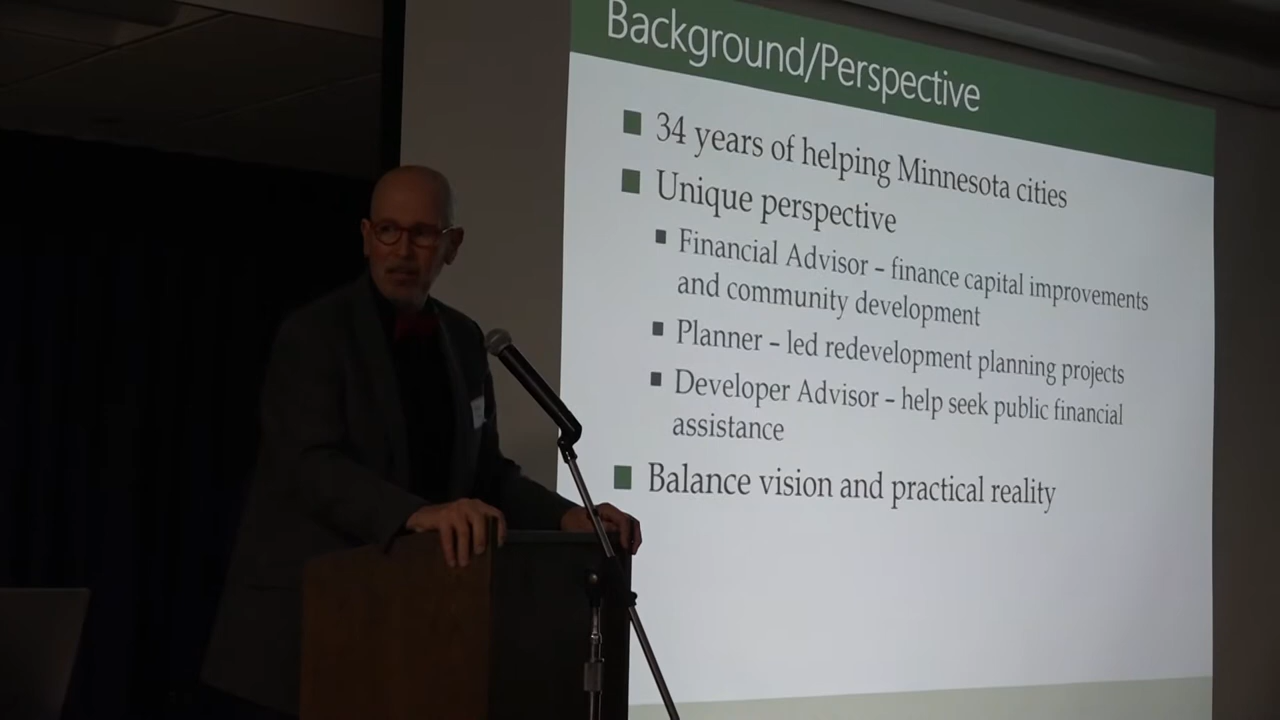 Background/Perspective
34 years of helping Minnesota cities
Unique perspective
Financial Advisor – finance capital improvements
and community development
Planner – led redevelopment planning projects
Developer Advisor – help seek public financial
assistance
Balance vision and practical reality